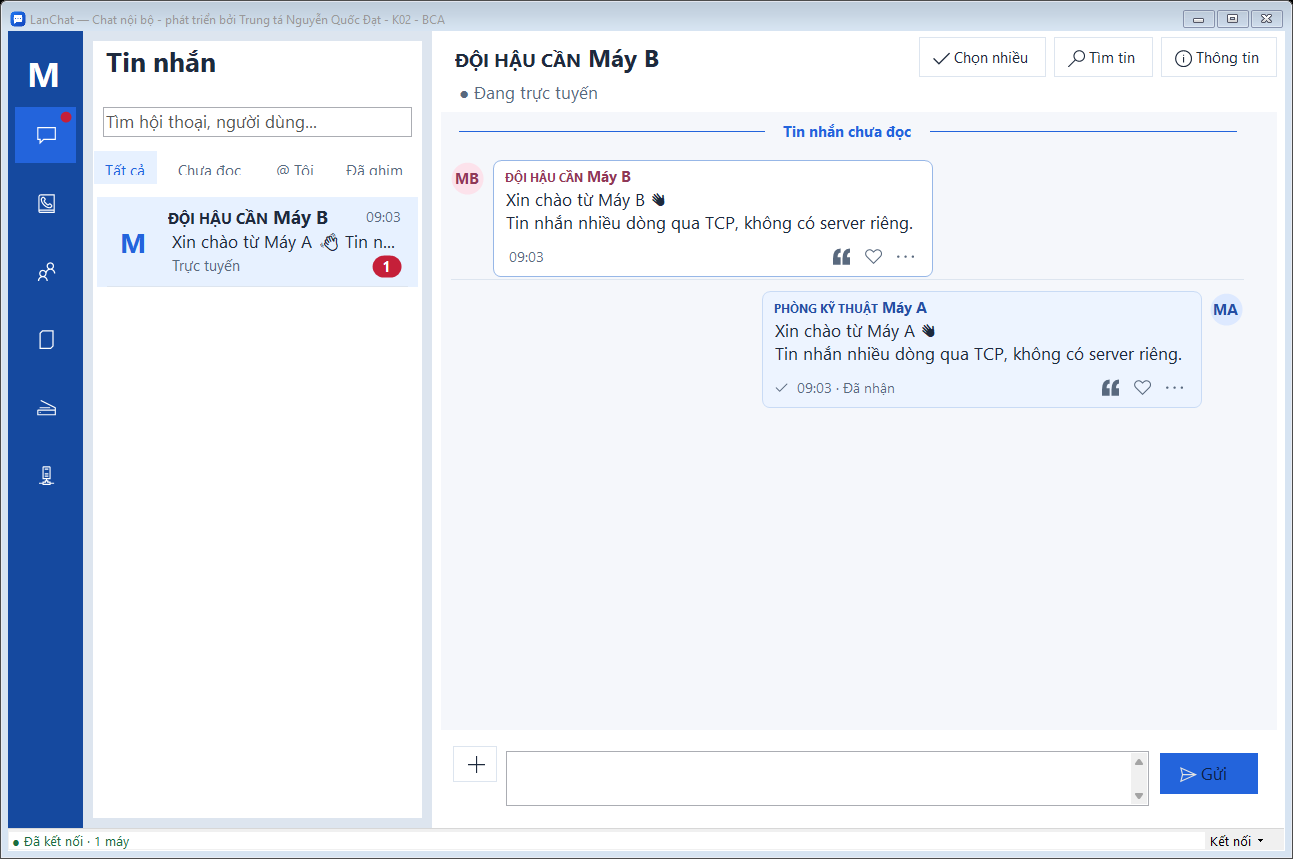 LanChat — Chat nội bộ - phát triển bởi Trung tá Nguyễn Quốc Đạt - K02 - BCA
M
Tin nhắn
Tìm hội thoại, người dùng...
Tất cả
Chưa đọc
@ Tôi
Đã ghim
M
ĐỘI HẬU CẦN Máy B
09:03
Xin chào từ Máy A 👋 Tin n...
Trực tuyến
1
ĐỘI HẬU CẦN Máy B
● Đang trực tuyến
Chọn nhiều
Tìm tin
Thông tin
Tin nhắn chưa đọc
MB
ĐỘI HẬU CẦN Máy B
Xin chào từ Máy B 👋
Tin nhắn nhiều dòng qua TCP, không có server riêng.
09:03
PHÒNG KỸ THUẬT Máy A
MA
Xin chào từ Máy A 👋
Tin nhắn nhiều dòng qua TCP, không có server riêng.
09:03 · Đã nhận
Gửi
● Đã kết nối · 1 máy
Kết nối